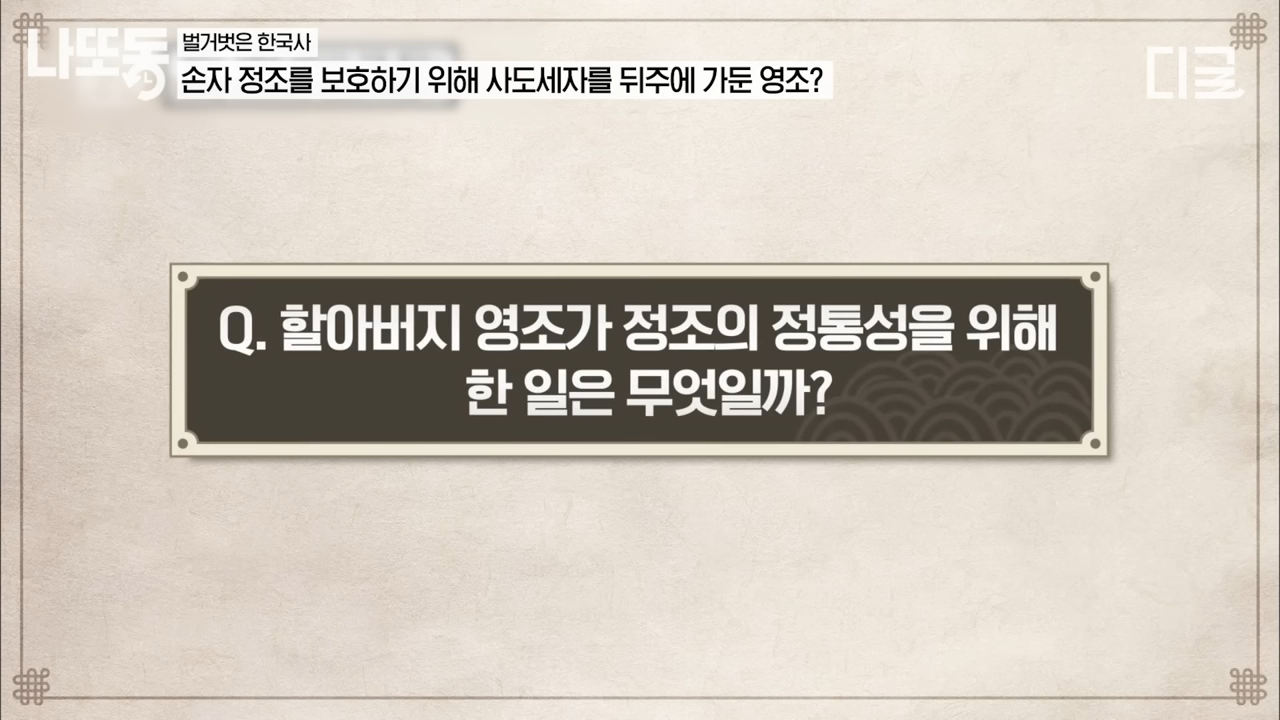 나또동
벌거벗은 한국사
손자 정조를 보호하기 위해 사도세자를 뒤주에 가둔 영조?
디글
Q. 할아버지 영조가 정조의 정통성을 위해
한 일은 무엇일까?